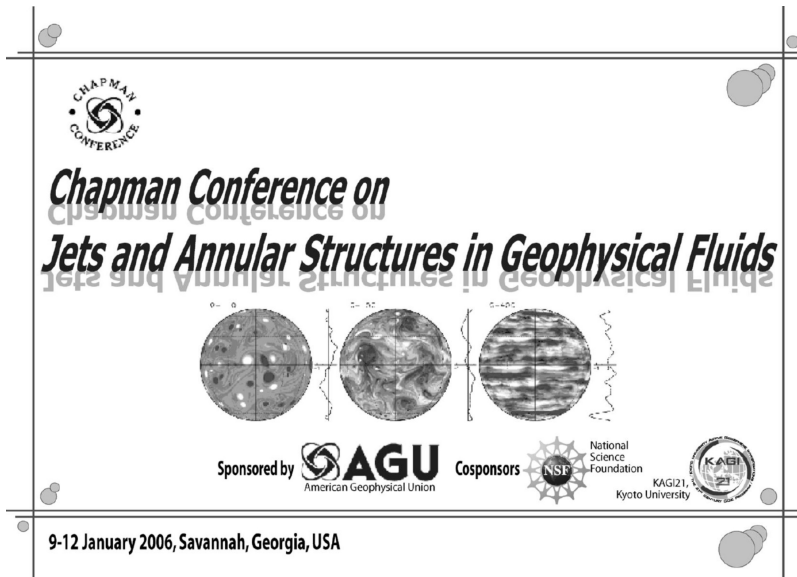 CHAPMAN
CONFERENCE
Chapman Conference on
Jets and Annular Structures in Geophysical Fluids
Sponsored by
AGU
American Geophysical Union
Cosponsors
NSF
National
Science
Foundation
KAGI21,
Kyoto University
KAGI
21
9-12 January 2006, Savannah, Georgia, USA